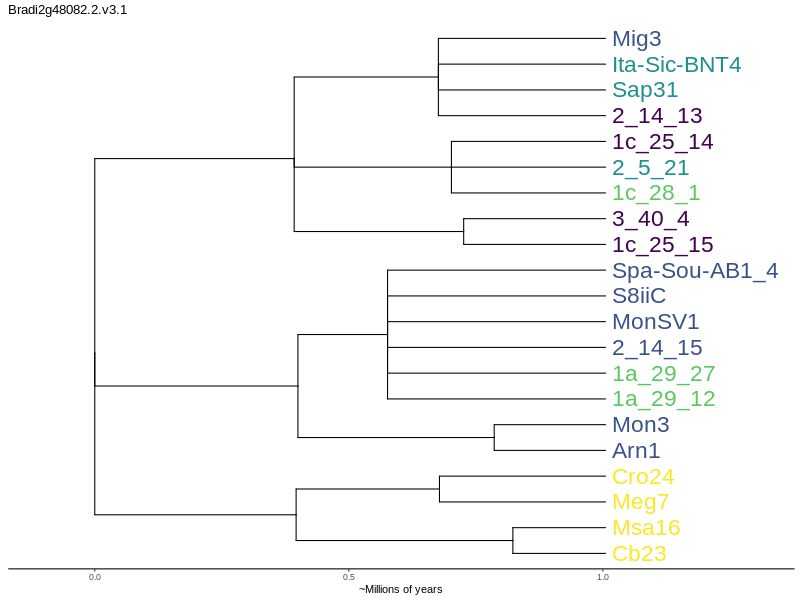 Bradi2g48082.2.v3.1
Mig3
Ita-Sic-BNT4
Sap31
2_14_13
1c_25_14
2_5_21
1c_28_1
3_40_4
1c_25_15
Spa-Sou-AB1_4
S8iiC
MonSV1
2_14_15
1a_29_27
1a_29_12
Mon3
Arn1
Cro24
Meg7
Msa16
Cb23
0.0 0.5 1.0
~Millions of years